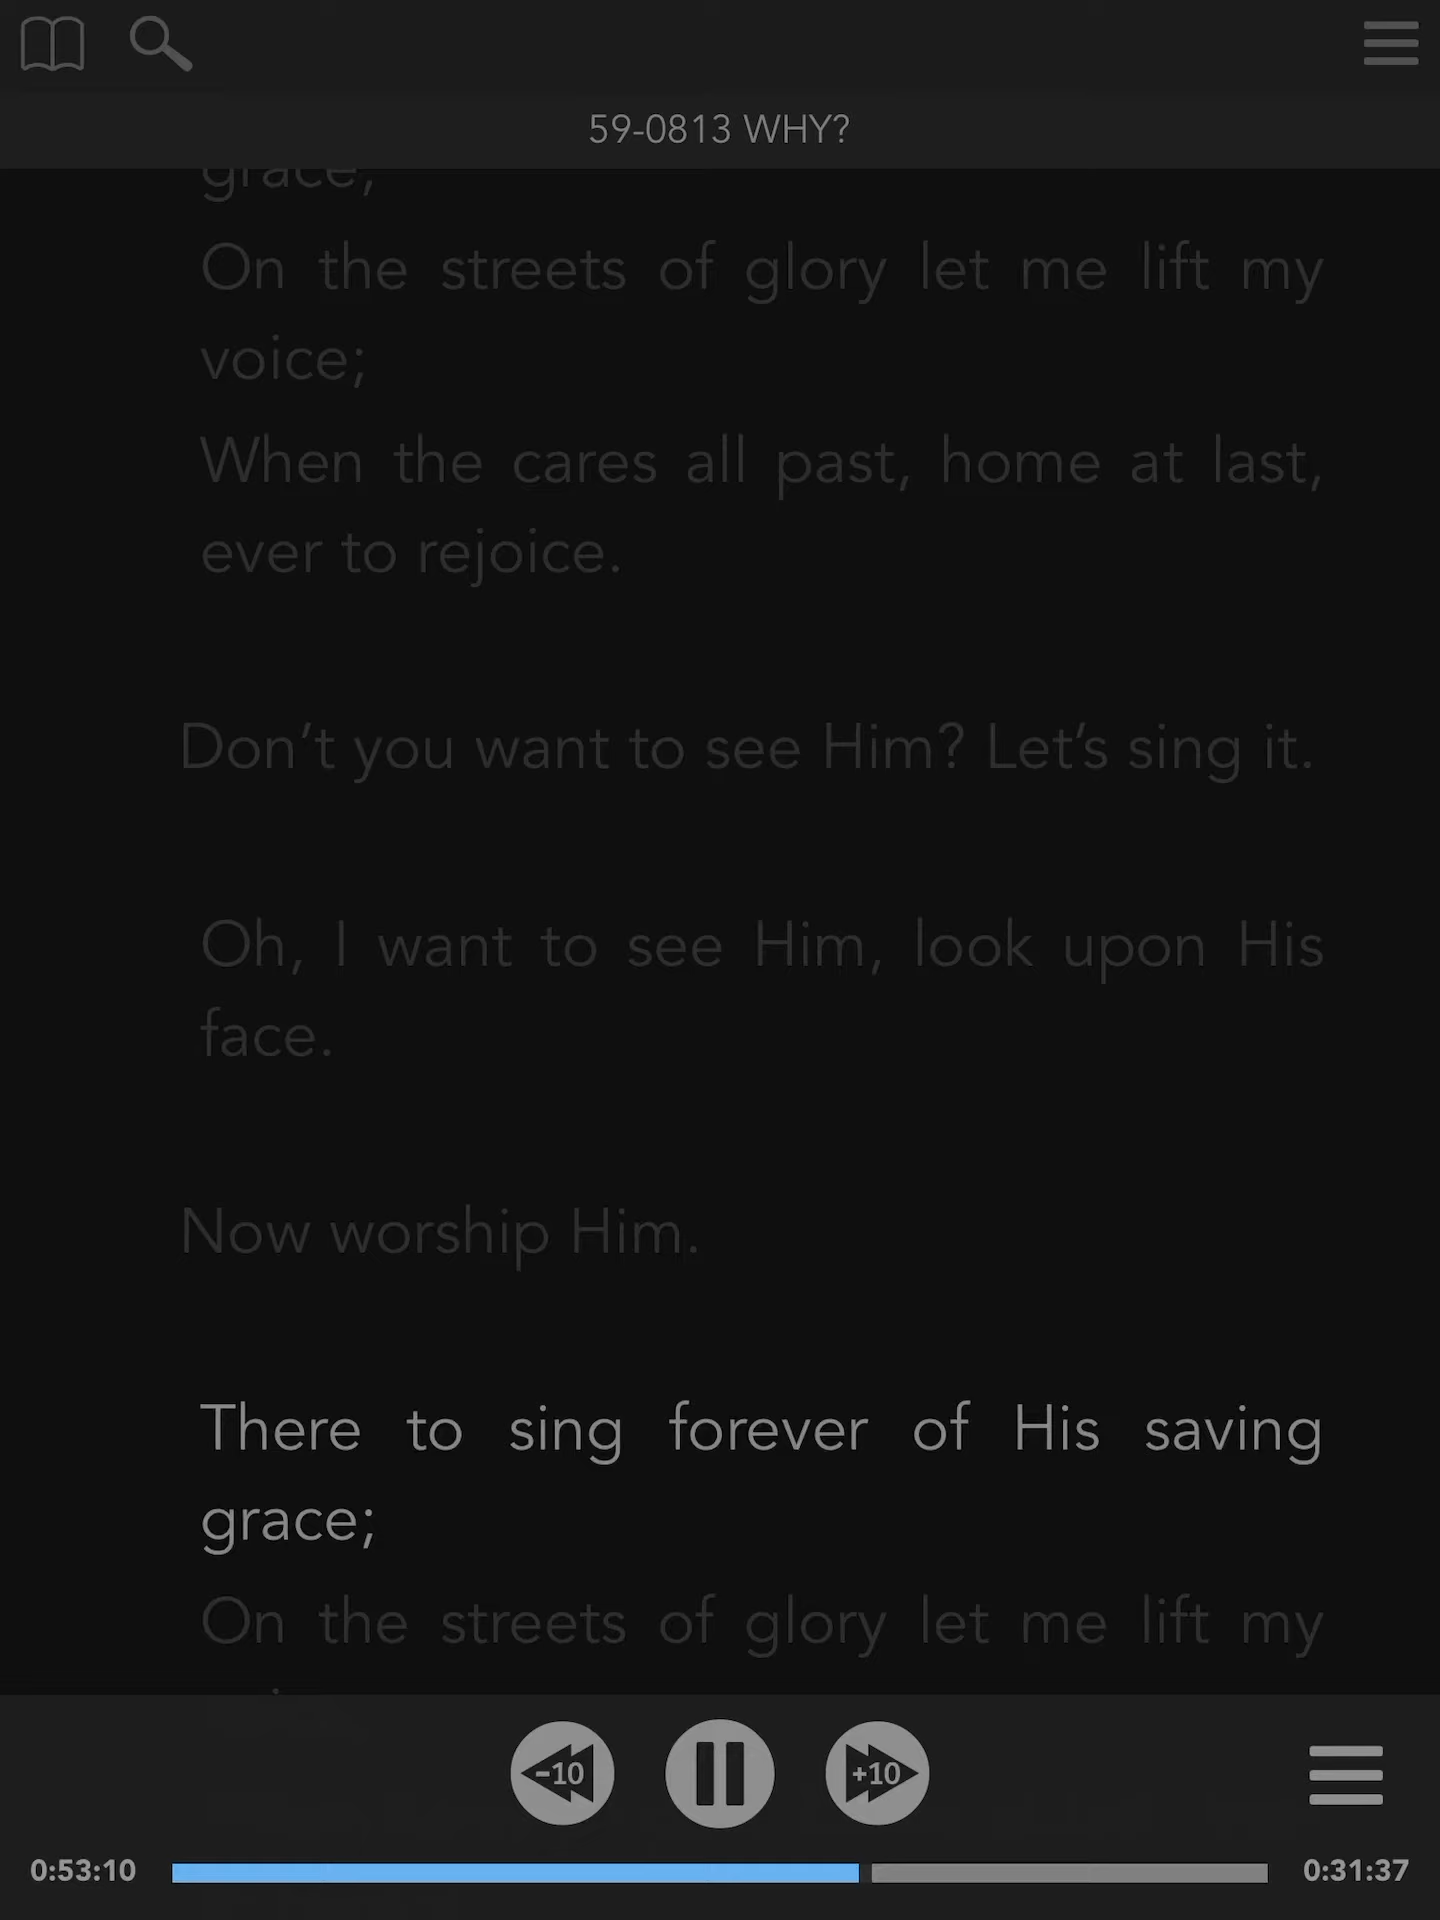 59-0813 WHY?
grace;
On the streets of glory let me lift my
voice;
When the cares all past, home at last,
ever to rejoice.
Don’t you want to see Him? Let’s sing it.
Oh, I want to see Him, look upon His
face.
Now worship Him.
There to sing forever of His saving
grace;
On the streets of glory let me lift my
-10
+10
0:53:10
0:31:37